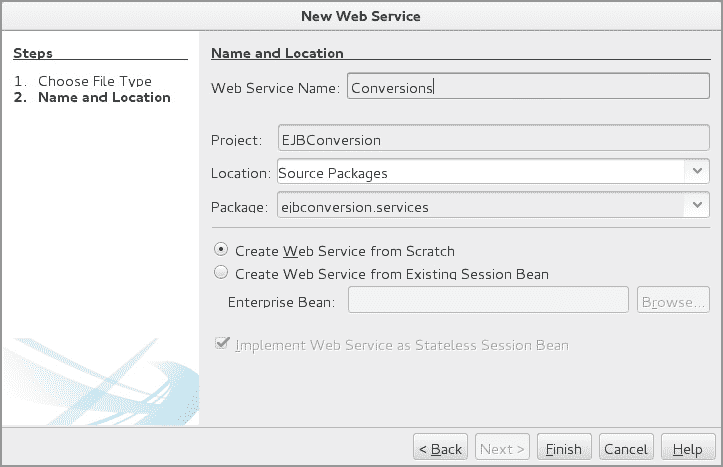 New Web Service
Steps
1. Choose File Type
2. Name and Location
Name and Location
Web Service Name: Conversions
Project: EJBConversion
Location: Source Packages
Package: ejbconversion.services
Create Web Service from Scratch
Create Web Service from Existing Session Bean
Enterprise Bean: Browse...
Implement Web Service as Stateless Session Bean
< Back Next > Finish Cancel Help